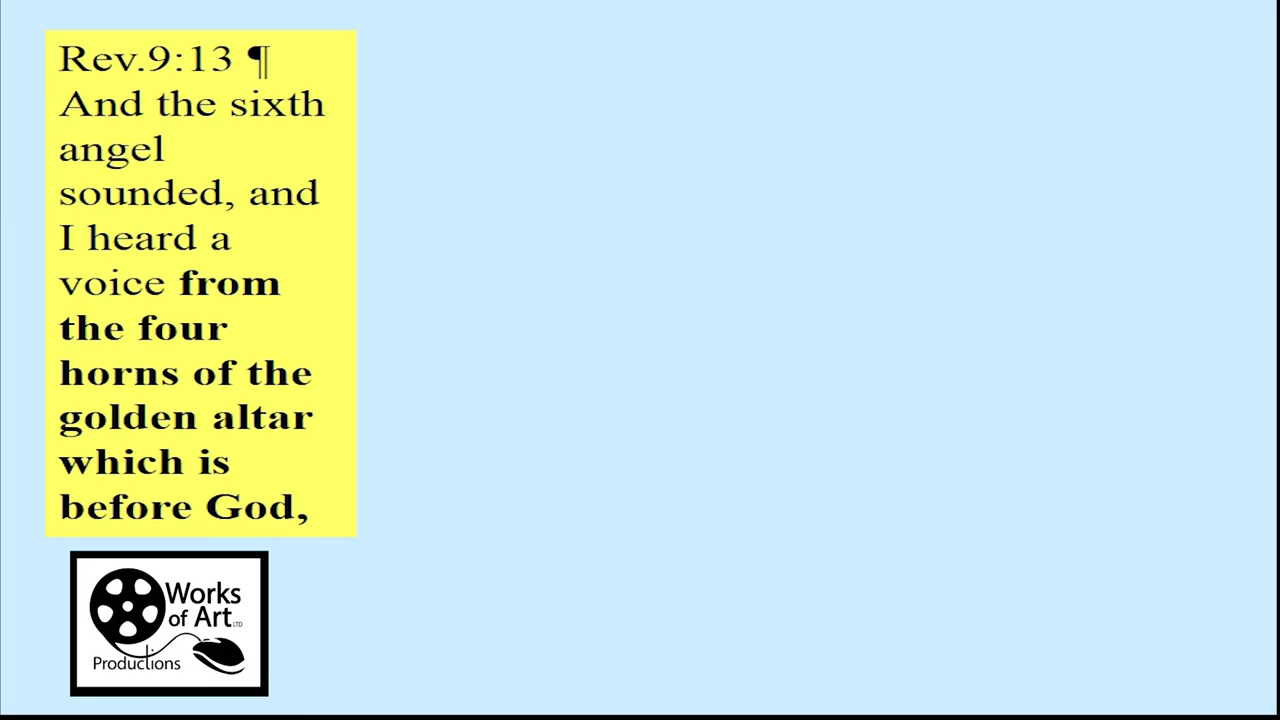 Rev.9:13 ¶
And the sixth
angel
sounded, and
I heard a
voice from
the four
horns of the
golden altar
which is
before God,
Works
of Art LTD
Productions